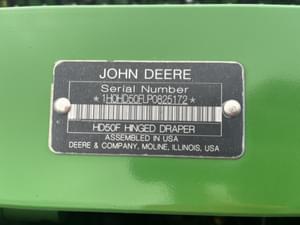 JOHN DEERE
Serial Number
*1H0HD50FLP0825172*
HD50F HINGED DRAPER
ASSEMBLED IN USA
DEERE & COMPANY, MOLINE, ILLINOIS, USA